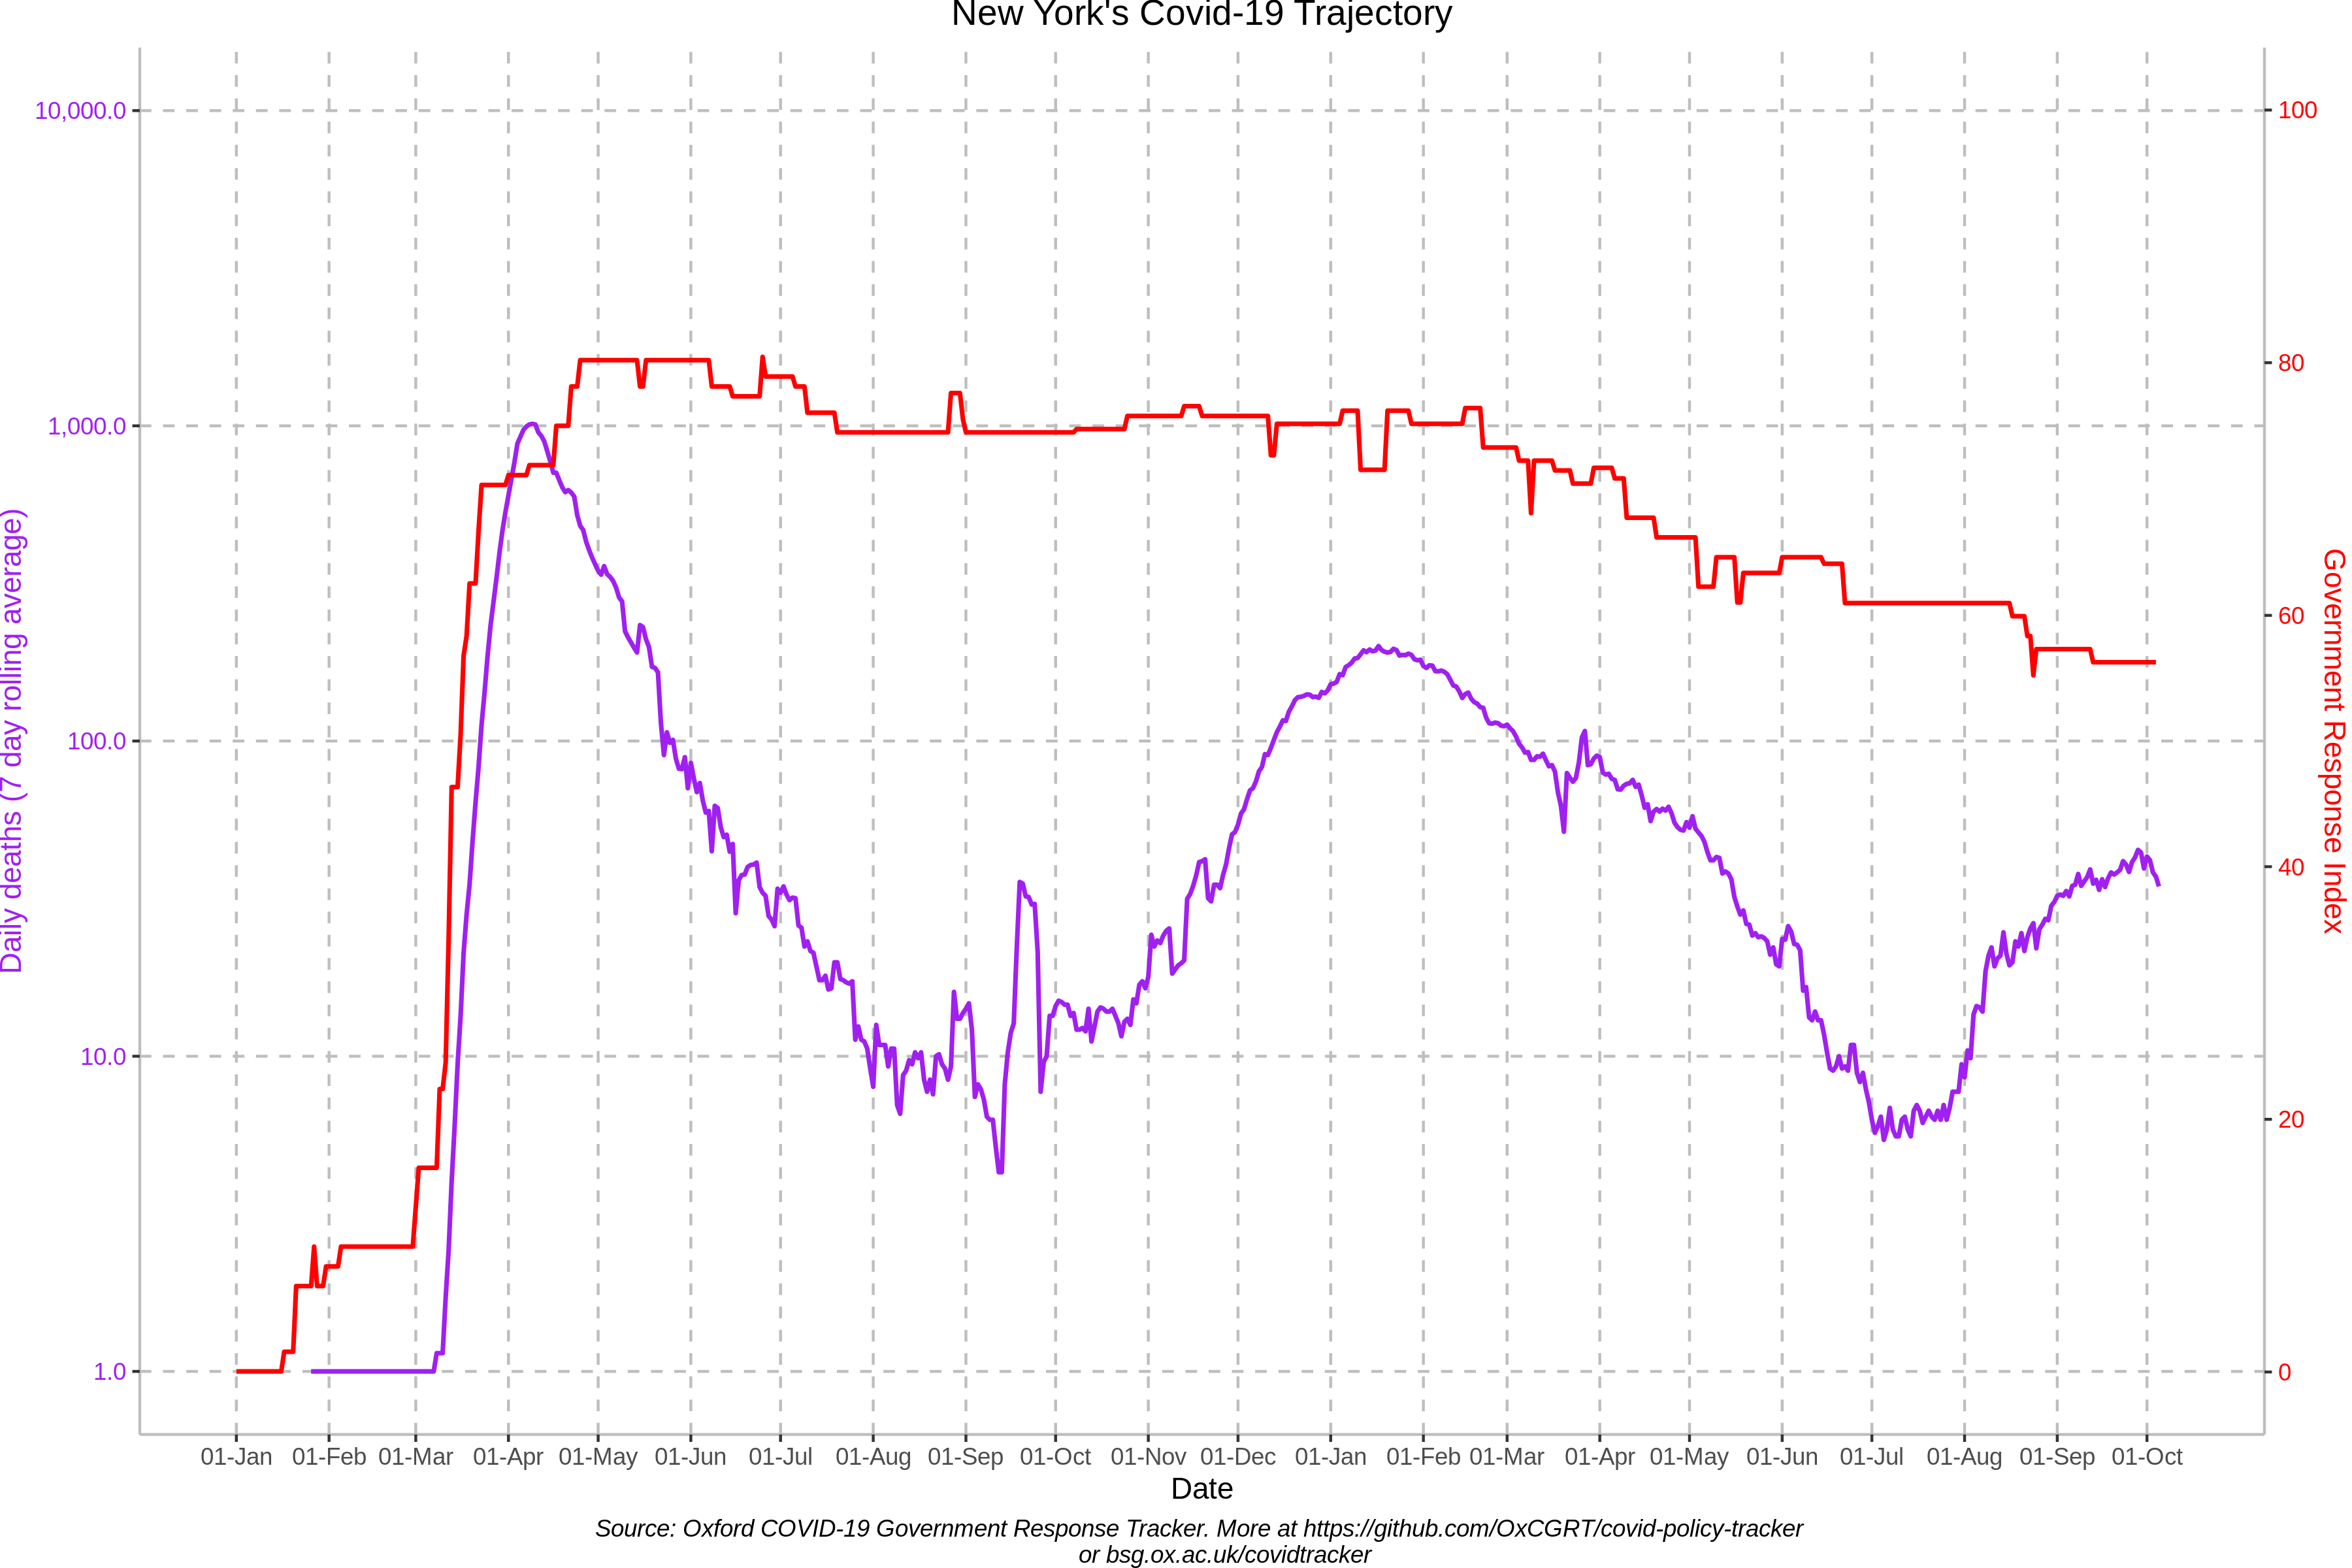 New York's Covid-19 Trajectory
10,000.0
1,000.0
100.0
10.0
1.0
Daily deaths (7 day rolling average)
100
80
60
40
20
0
Government Response Index
01-Jan 01-Feb 01-Mar 01-Apr 01-May 01-Jun 01-Jul 01-Aug 01-Sep 01-Oct 01-Nov 01-Dec 01-Jan 01-Feb 01-Mar 01-Apr 01-May 01-Jun 01-Jul 01-Aug 01-Sep 01-Oct
Date
Source: Oxford COVID-19 Government Response Tracker. More at https://github.com/OxCGRT/covid-policy-tracker
or bsg.ox.ac.uk/covidtracker